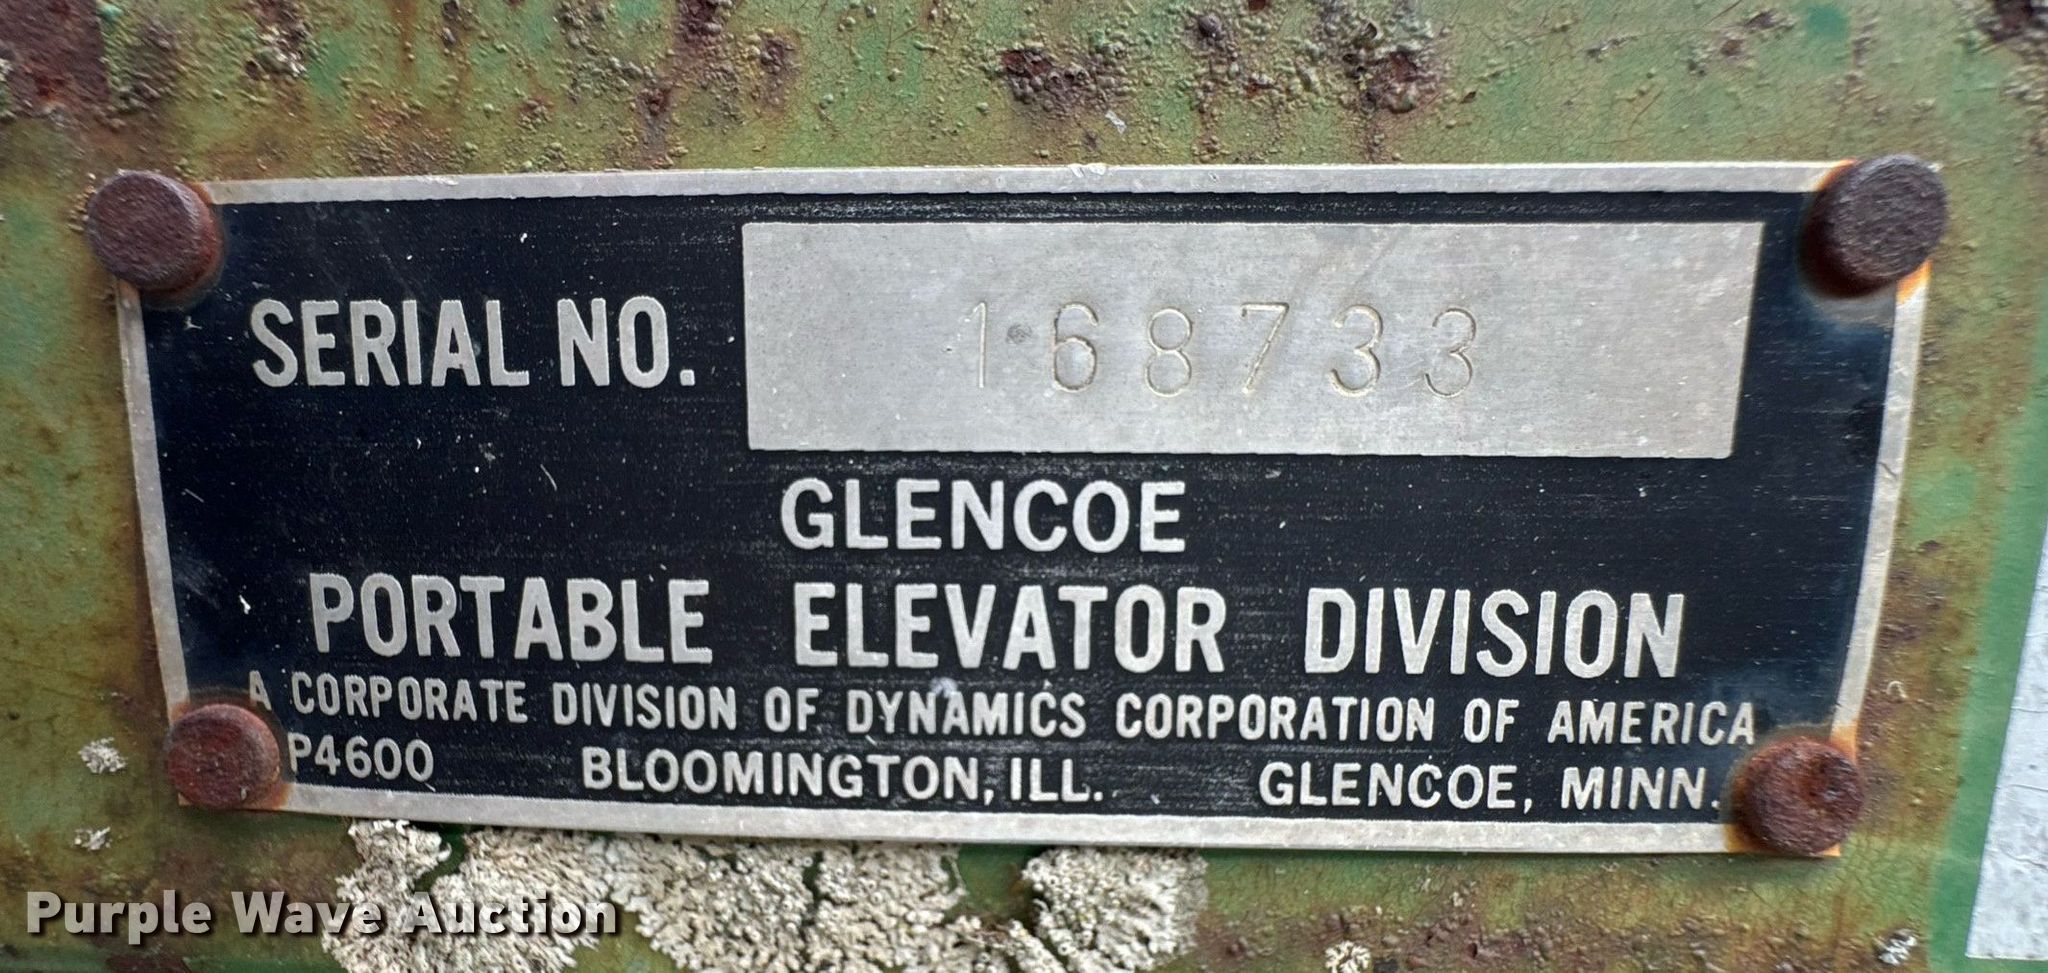 SERIAL NO. 168733
GLENCOE
PORTABLE ELEVATOR DIVISION
A CORPORATE DIVISION OF DYNAMICS CORPORATION OF AMERICA
P4600 BLOOMINGTON, ILL. GLENCOE, MINN.
Purple Wave Auction